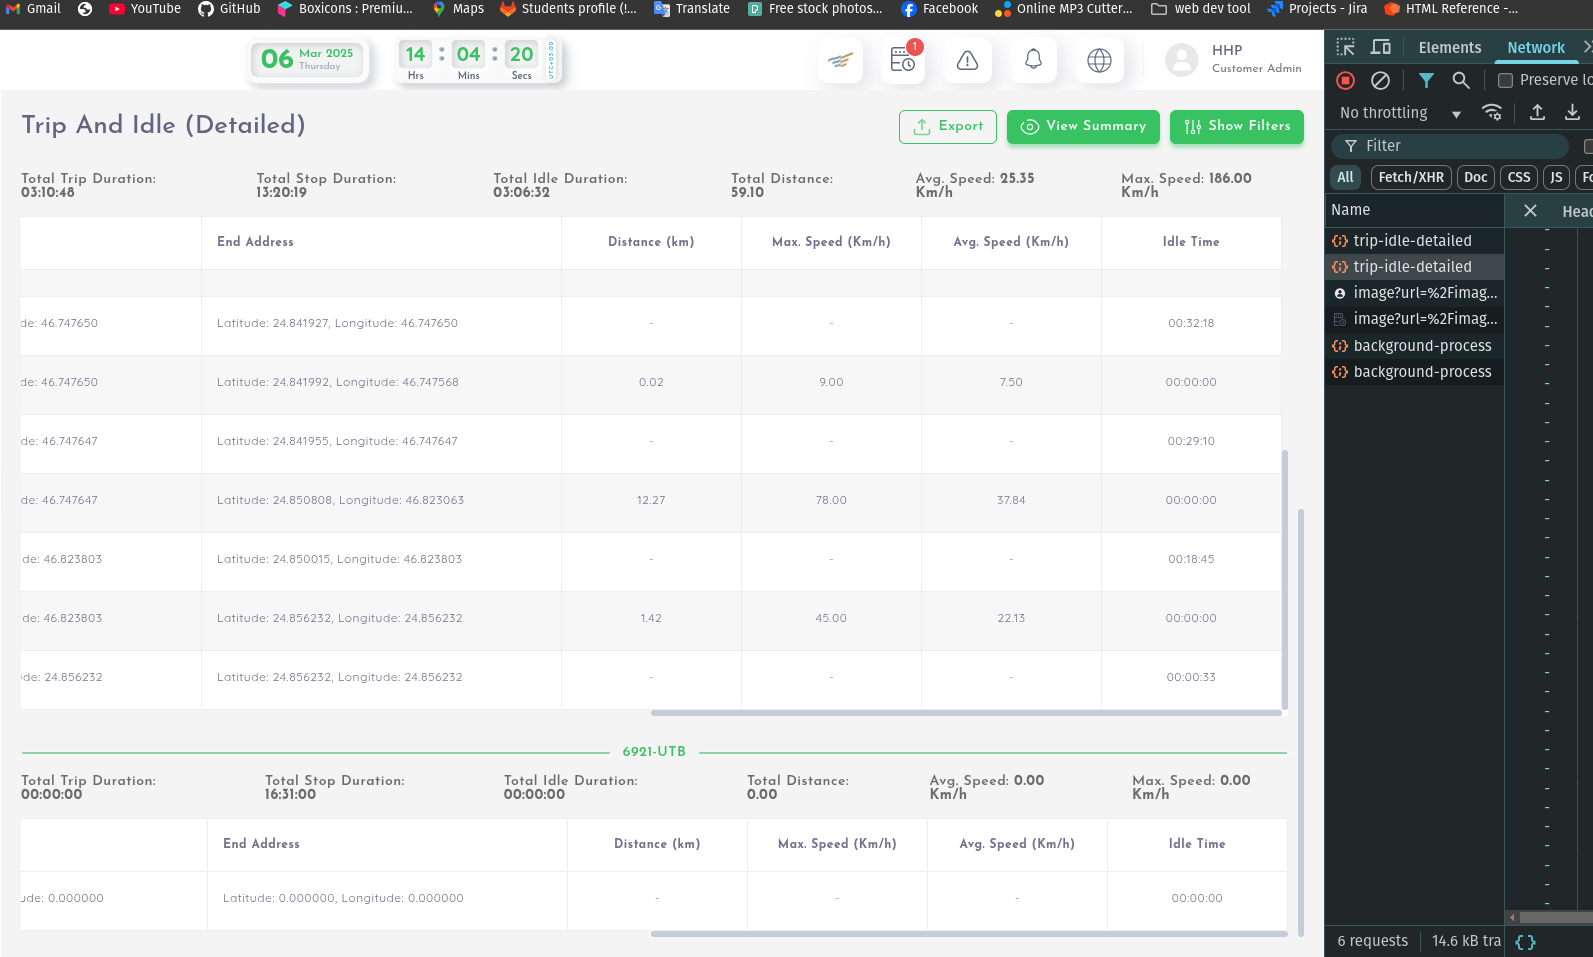 Gmail YouTube GitHub Boxicons : Premiu... Maps Students profile (!... Translate Free stock photos... Facebook Online MP3 Cutter... web dev tool Projects - Jira HTML Reference -...
06 Mar 2025 Thursday
14 : 04 : 20 UTC+03:00
Hrs Mins Secs
1
HHP
Customer Admin
Trip And Idle (Detailed)
Export View Summary Show Filters
Total Trip Duration: 03:10:48
Total Stop Duration: 13:20:19
Total Idle Duration: 03:06:32
Total Distance: 59.10
Avg. Speed: 25.35 Km/h
Max. Speed: 186.00 Km/h
End Address Distance (km) Max. Speed (Km/h) Avg. Speed (Km/h) Idle Time
de: 46.747650 Latitude: 24.841927, Longitude: 46.747650 - - - 00:32:18
de: 46.747650 Latitude: 24.841992, Longitude: 46.747568 0.02 9.00 7.50 00:00:00
de: 46.747647 Latitude: 24.841955, Longitude: 46.747647 - - - 00:29:10
de: 46.747647 Latitude: 24.850808, Longitude: 46.823063 12.27 78.00 37.84 00:00:00
de: 46.823803 Latitude: 24.850015, Longitude: 46.823803 - - - 00:18:45
de: 46.823803 Latitude: 24.856232, Longitude: 24.856232 1.42 45.00 22.13 00:00:00
de: 24.856232 Latitude: 24.856232, Longitude: 24.856232 - - - 00:00:33
6921-UTB
Total Trip Duration: 00:00:00
Total Stop Duration: 16:31:00
Total Idle Duration: 00:00:00
Total Distance: 0.00
Avg. Speed: 0.00 Km/h
Max. Speed: 0.00 Km/h
End Address Distance (km) Max. Speed (Km/h) Avg. Speed (Km/h) Idle Time
ude: 0.000000 Latitude: 0.000000, Longitude: 0.000000 - - - 00:00:00
Elements Network
Preserve lo
No throttling
Filter
All Fetch/XHR Doc CSS JS Fo
Name Head
trip-idle-detailed
trip-idle-detailed
image?url=%2Fimag...
image?url=%2Fimag...
background-process
background-process
6 requests 14.6 kB tra